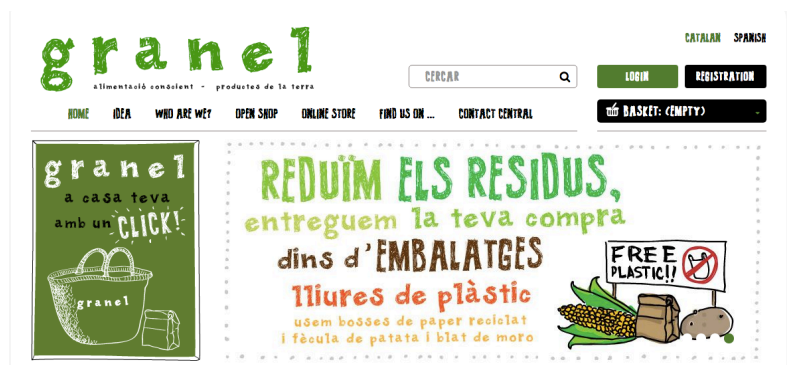 granel
alimentació conscient - productes de la terra
CATALAN SPANISH
CERCAR
LOGIN REGISTRATION
HOME IDEA WHO ARE WE? OPEN SHOP ONLINE STORE FIND US ON ... CONTACT CENTRAL
BASKET: (EMPTY)
granel
a casa teva
amb un CLICK!
granel
REDUÏM ELS RESIDUS,
entreguem la teva compra
dins d'EMBALATGES
lliures de plàstic
usem bosses de paper reciclat
i fècula de patata i blat de moro
FREE
PLASTIC!!